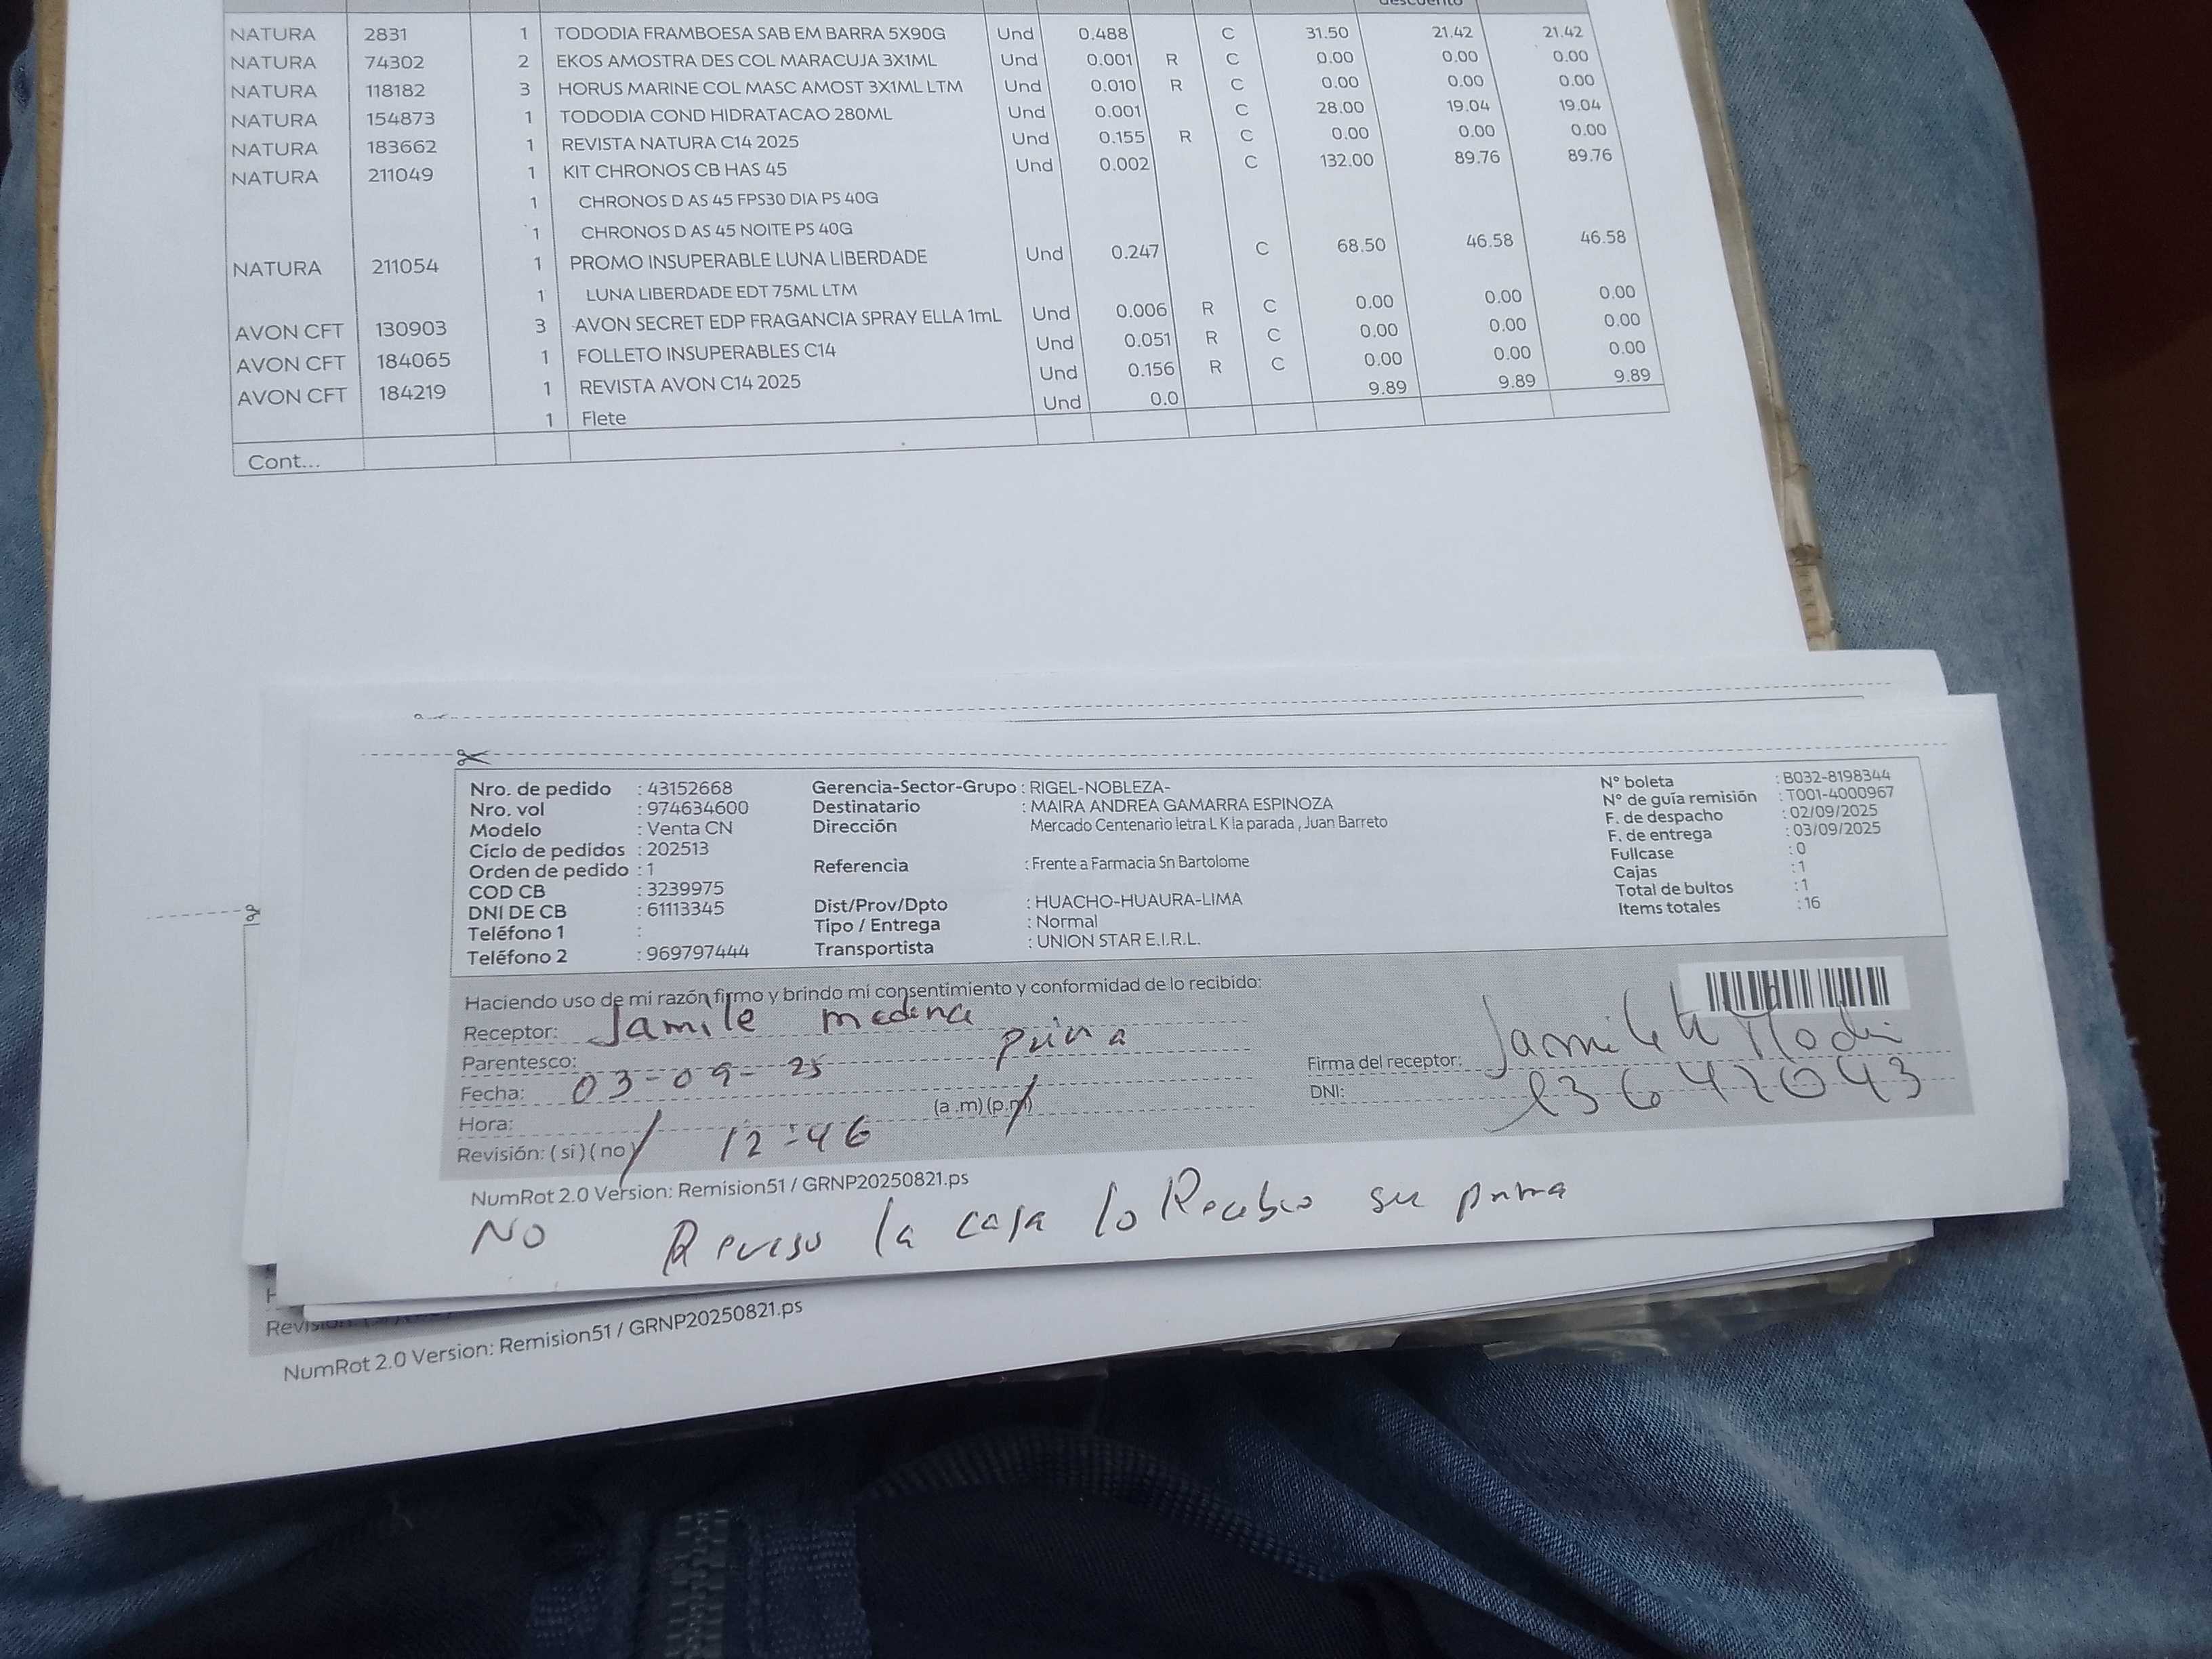 descuento
NATURA 2831 1 TODODIA FRAMBOESA SAB EM BARRA 5X90G Und 0.488 C 31.50 21.42 21.42
NATURA 74302 2 EKOS AMOSTRA DES COL MARACUJA 3X1ML Und 0.001 R C 0.00 0.00 0.00
NATURA 118182 3 HORUS MARINE COL MASC AMOST 3X1ML LTM Und 0.010 R C 0.00 0.00 0.00
NATURA 154873 1 TODODIA COND HIDRATACAO 280ML Und 0.001 C 28.00 19.04 19.04
NATURA 183662 1 REVISTA NATURA C14 2025 Und 0.155 R C 0.00 0.00 0.00
NATURA 211049 1 KIT CHRONOS CB HAS 45 Und 0.002 C 132.00 89.76 89.76
1 CHRONOS D AS 45 FPS30 DIA PS 40G
1 CHRONOS D AS 45 NOITE PS 40G
NATURA 211054 1 PROMO INSUPERABLE LUNA LIBERDADE Und 0.247 C 68.50 46.58 46.58
1 LUNA LIBERDADE EDT 75ML LTM
AVON CFT 130903 3 AVON SECRET EDP FRAGANCIA SPRAY ELLA 1mL Und 0.006 R C 0.00 0.00 0.00
AVON CFT 184065 1 FOLLETO INSUPERABLES C14 Und 0.051 R C 0.00 0.00 0.00
AVON CFT 184219 1 REVISTA AVON C14 2025 Und 0.156 R C 0.00 0.00 0.00
1 Flete Und 0.0 9.89 9.89 9.89
Cont...
Nro. de pedido : 43152668 Gerencia-Sector-Grupo : RIGEL-NOBLEZA- N° boleta : B032-8198344
Nro. vol : 974634600 Destinatario : MAIRA ANDREA GAMARRA ESPINOZA N° de guía remisión : T001-4000967
Modelo : Venta CN Dirección Mercado Centenario letra L K la parada , Juan Barreto F. de despacho : 02/09/2025
Ciclo de pedidos : 202513 F. de entrega : 03/09/2025
Orden de pedido : 1 Referencia : Frente a Farmacia Sn Bartolome Fullcase : 0
COD CB : 3239975 Cajas : 1
DNI DE CB : 61113345 Dist/Prov/Dpto : HUACHO-HUAURA-LIMA Total de bultos : 1
Teléfono 1 : Tipo / Entrega : Normal Items totales : 16
Teléfono 2 : 969797444 Transportista : UNION STAR E.I.R.L.
Haciendo uso de mi razón firmo y brindo mi consentimiento y conformidad de lo recibido:
Receptor: Jamile medina
Parentesco: prima Firma del receptor: Jamileth
Fecha: 03-09-25 DNI:
Hora: 12:46 (a .m) (p.m)
Revisión: ( si ) ( no )
NumRot 2.0 Version: Remision51 / GRNP20250821.ps
NO Reviso la caja lo Recibio su prima
Revisión
NumRot 2.0 Version: Remision51 / GRNP20250821.ps